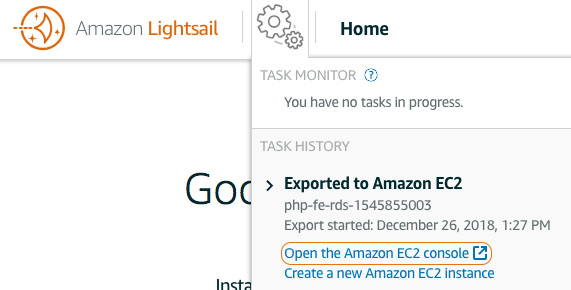 Amazon Lightsail
Home
TASK MONITOR ?
You have no tasks in progress.
TASK HISTORY
Exported to Amazon EC2
php-fe-rds-1545855003
Export started: December 26, 2018, 1:27 PM
Open the Amazon EC2 console
Create a new Amazon EC2 instance